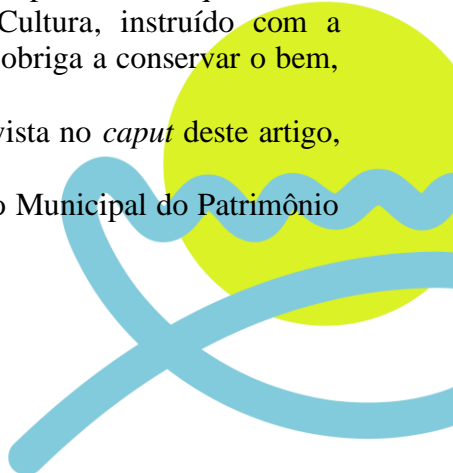 Cultura, instruído com a
obriga a conservar o bem,
vista no caput deste artigo,
o Municipal do Patrimônio